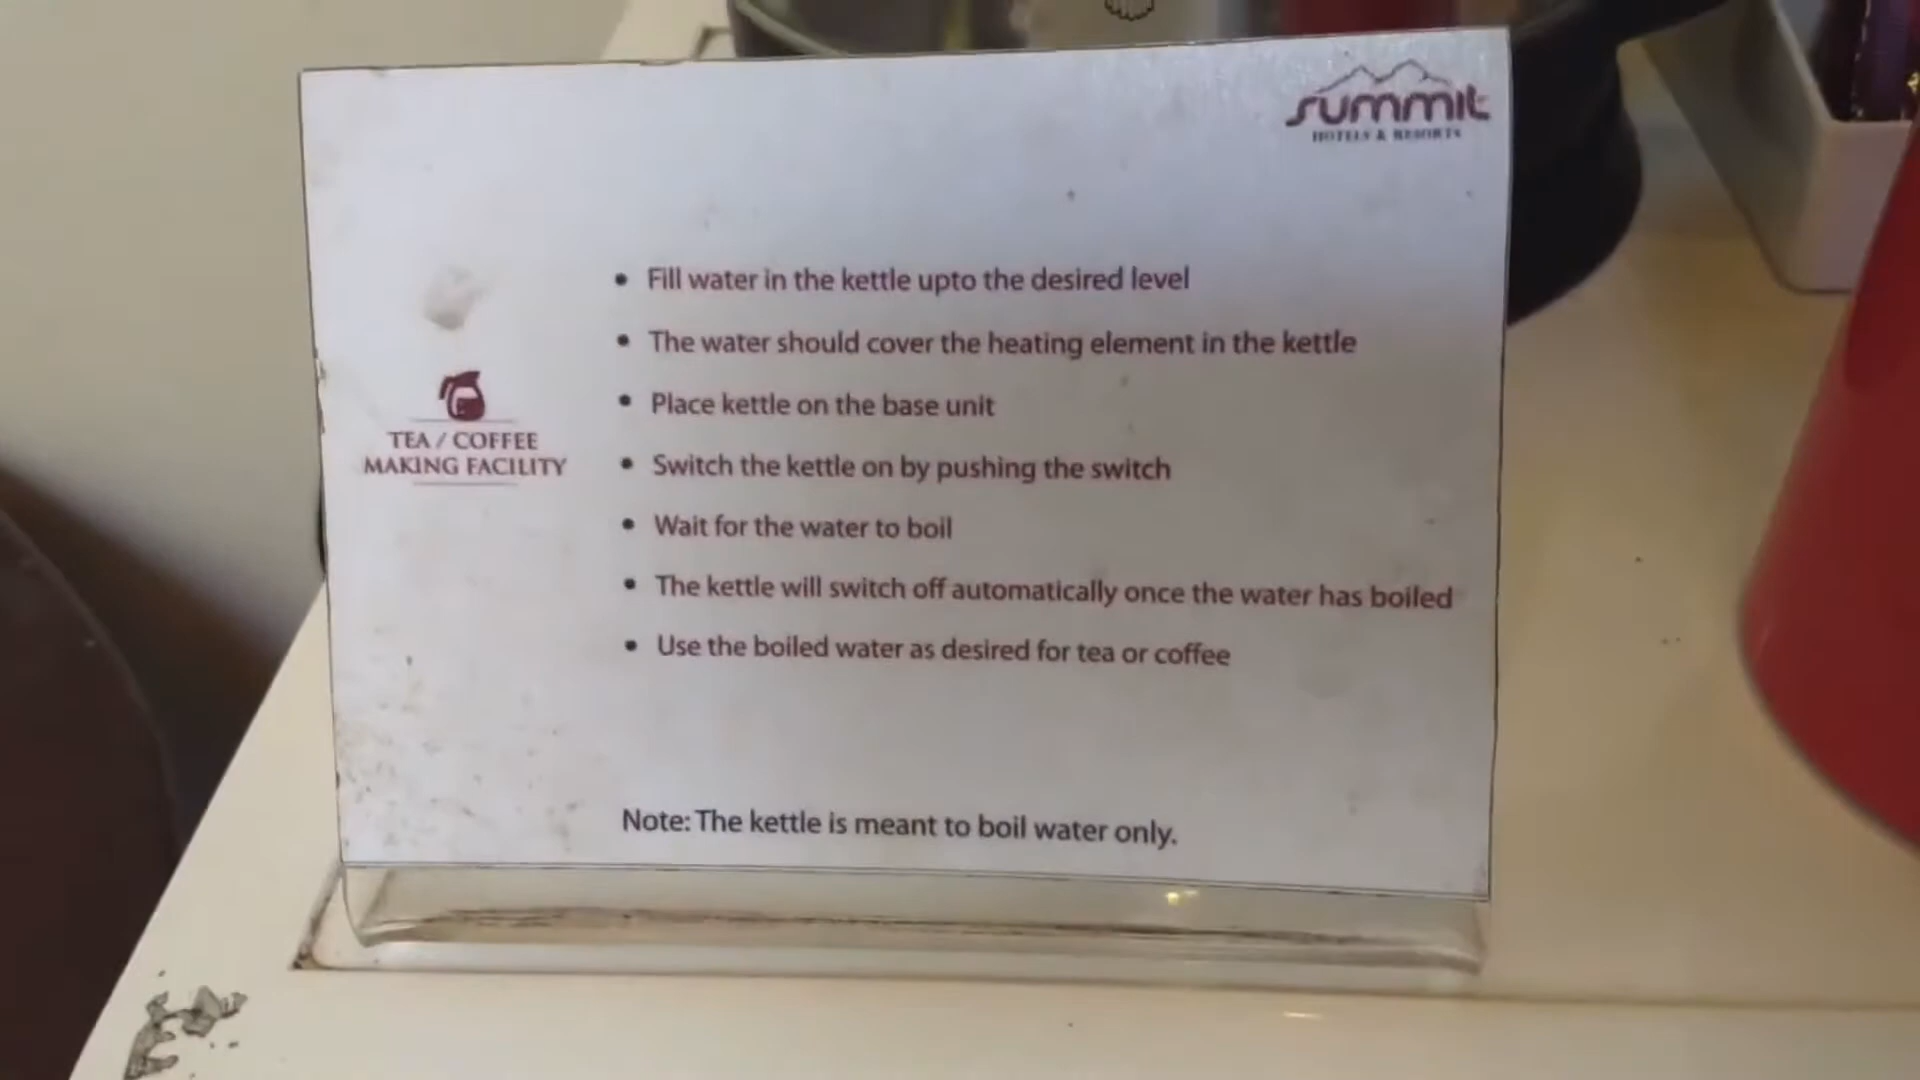 summit
HOTELS & RESORTS
• Fill water in the kettle upto the desired level
• The water should cover the heating element in the kettle
• Place kettle on the base unit
• Switch the kettle on by pushing the switch
• Wait for the water to boil
• The kettle will switch off automatically once the water has boiled
• Use the boiled water as desired for tea or coffee
TEA / COFFEE
MAKING FACILITY
Note: The kettle is meant to boil water only.